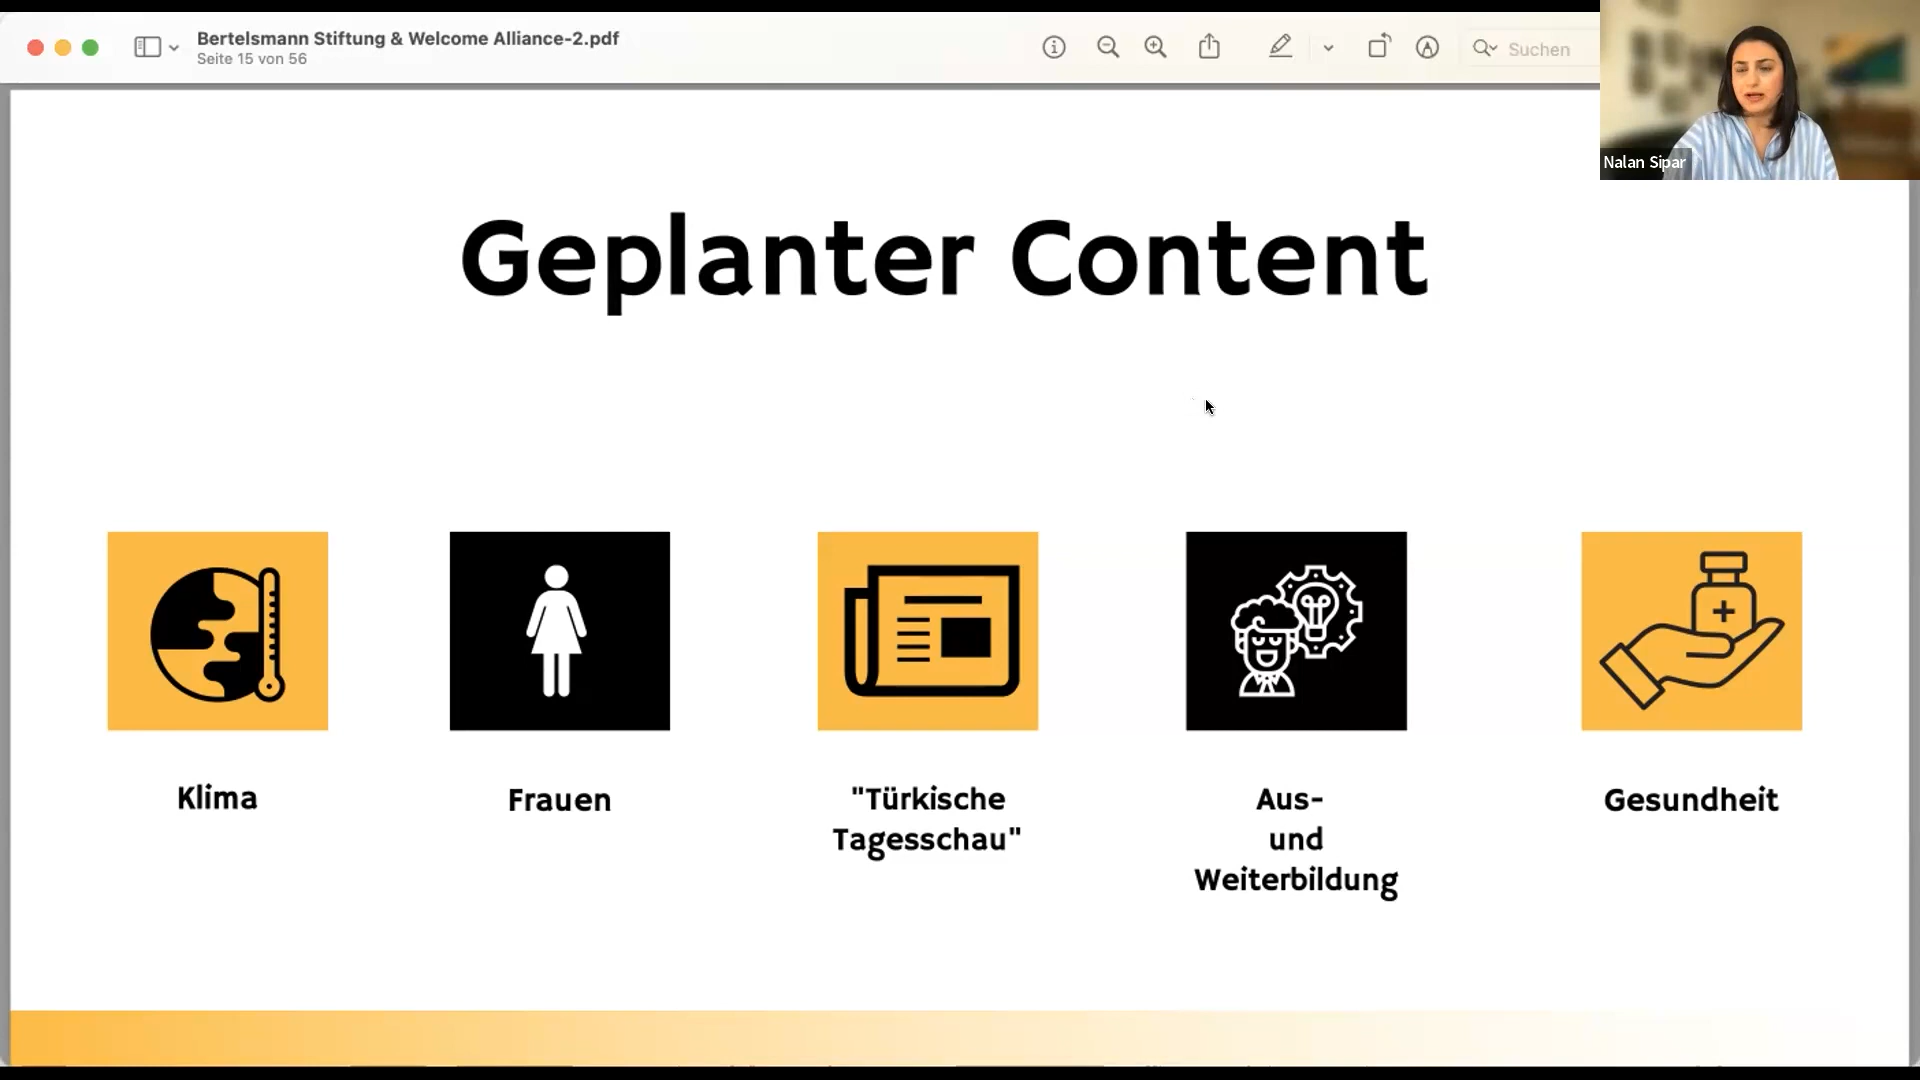 Bertelsmann Stiftung & Welcome Alliance-2.pdf
Seite 15 von 56
Suchen
Nalan Sipar
Geplanter Content
Klima
Frauen
"Türkische
Tagesschau"
Aus-
und
Weiterbildung
Gesundheit